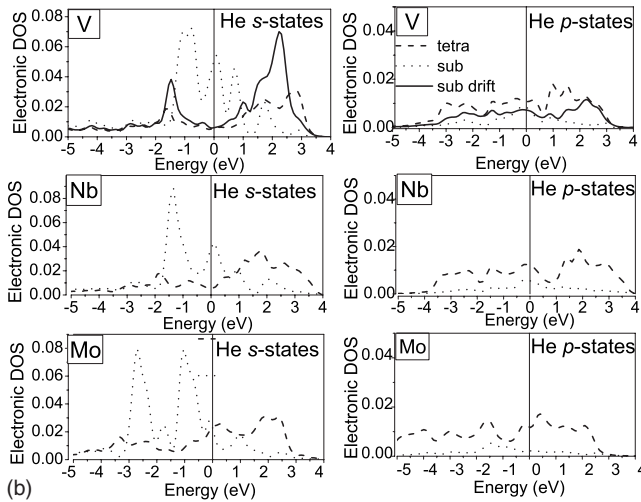 V He s-states
Electronic DOS
0.08
0.06
0.04
0.02
0.00
-5 -4 -3 -2 -1 0 1 2 3 4
Energy (eV)
V He p-states
tetra
sub
sub drift
Electronic DOS
0.04
0.02
0.00
-5 -4 -3 -2 -1 0 1 2 3 4
Energy (eV)
Nb He s-states
Electronic DOS
0.08
0.06
0.04
0.02
0.00
-5 -4 -3 -2 -1 0 1 2 3 4
Energy (eV)
Nb He p-states
Electronic DOS
0.04
0.02
0.00
-5 -4 -3 -2 -1 0 1 2 3 4
Energy (eV)
Mo He s-states
Electronic DOS
0.08
0.06
0.04
0.02
0.00
-5 -4 -3 -2 -1 0 1 2 3 4
Energy (eV)
Mo He p-states
Electronic DOS
0.04
0.02
0.00
-5 -4 -3 -2 -1 0 1 2 3 4
Energy (eV)
(b)